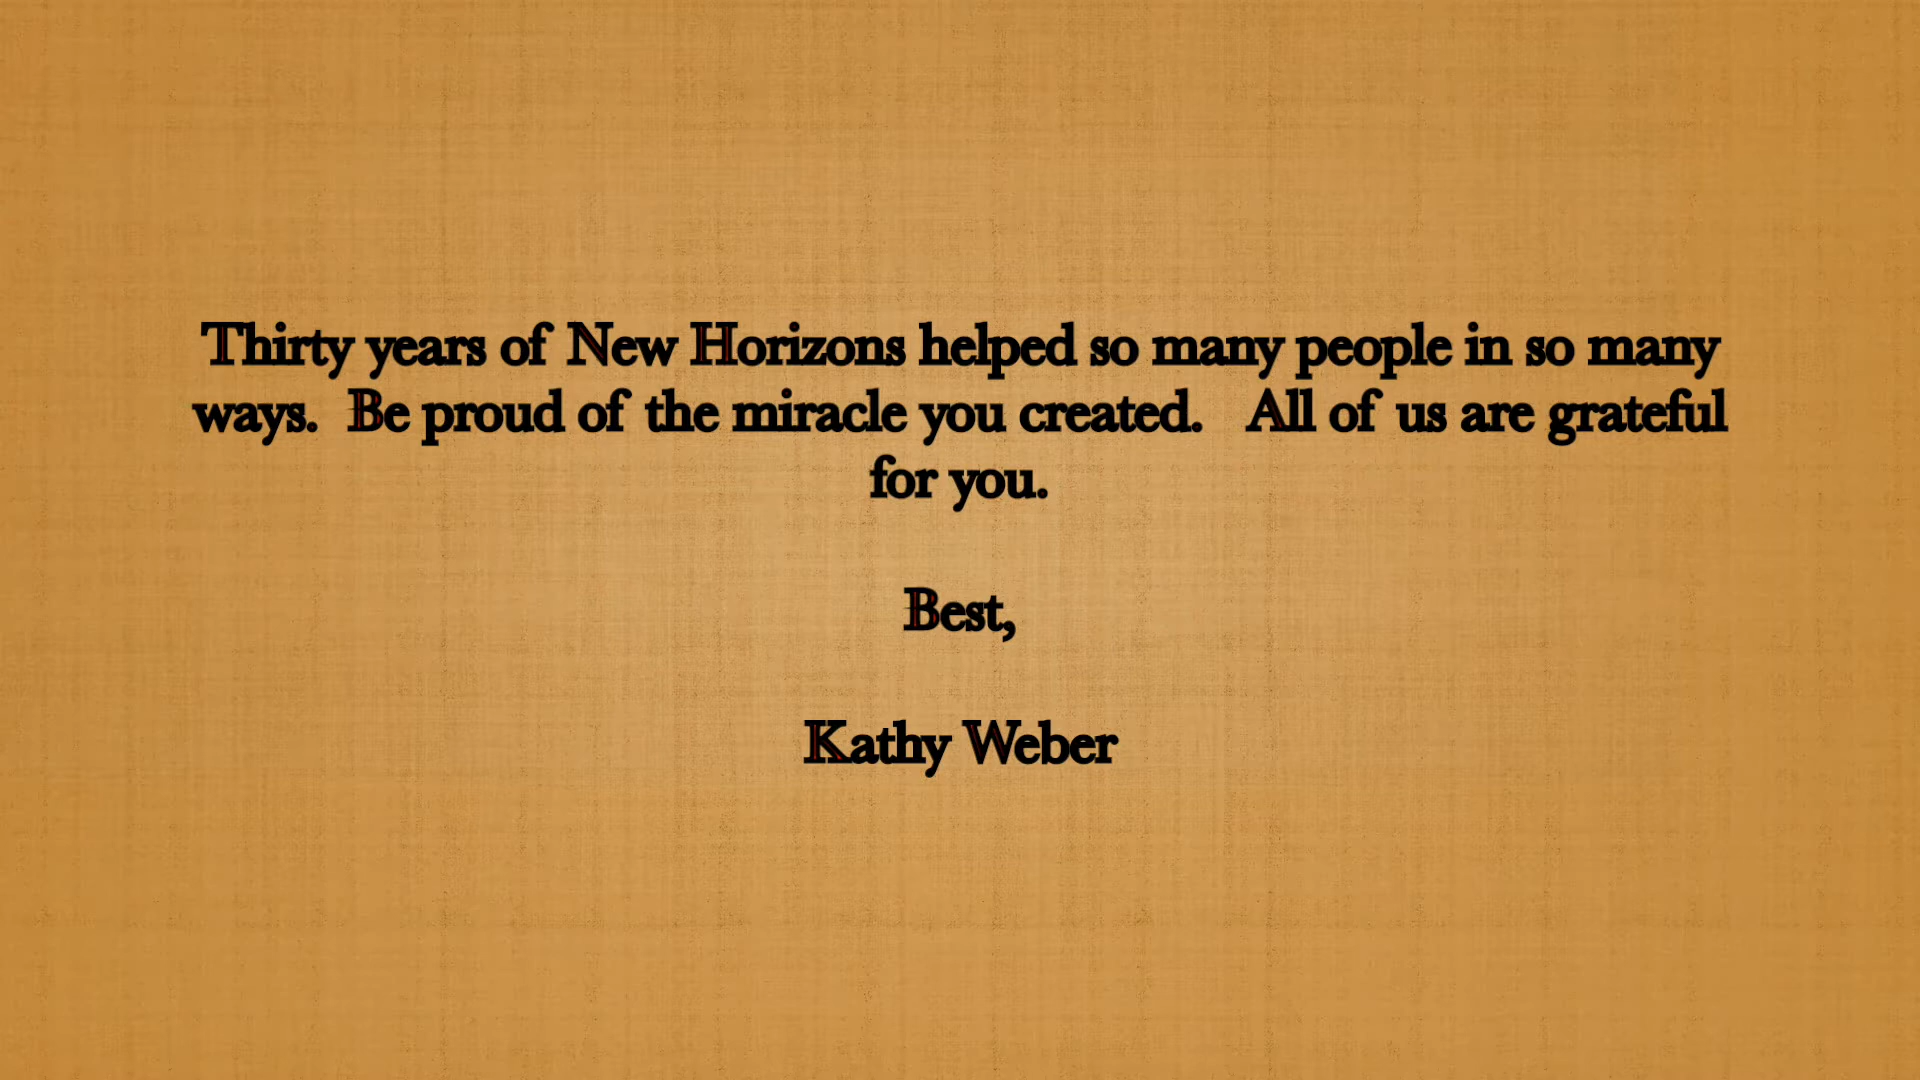 Thirty years of New Horizons helped so many people in so many
ways.  Be proud of the miracle you created.   All of us are grateful
for you.
Best,
Kathy Weber